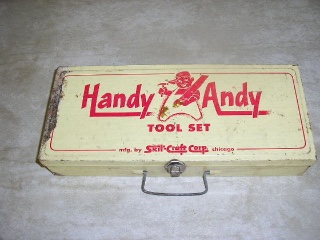 Handy Andy
TOOL SET
mfg. by Skil-Craft Corp. chicago